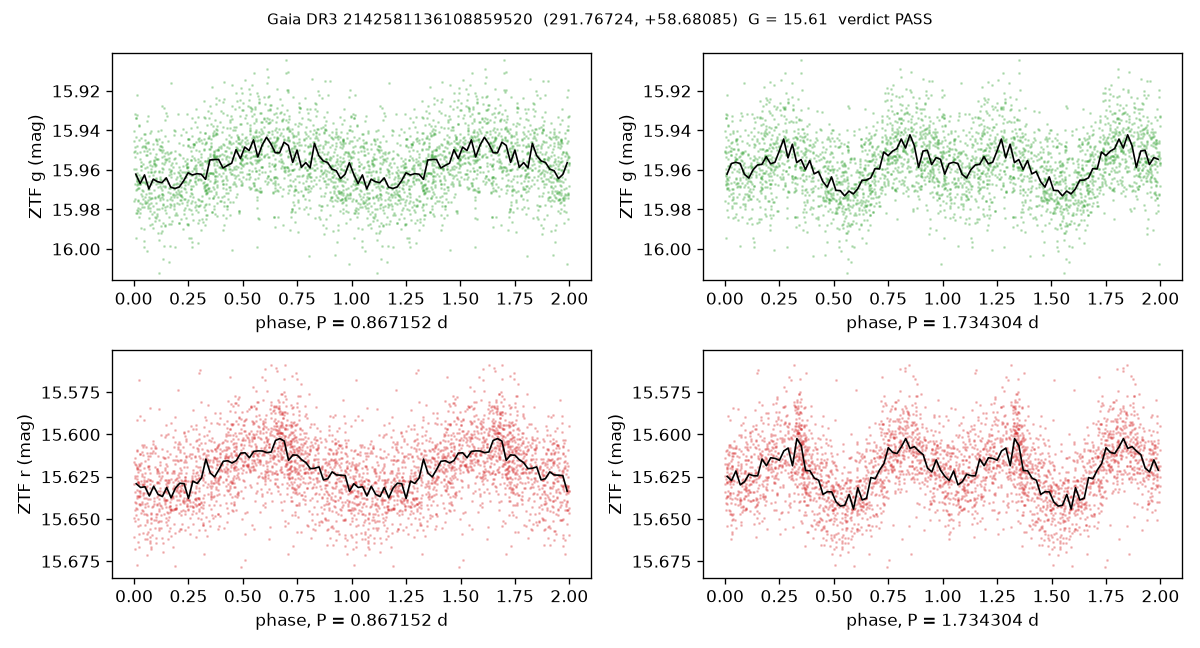 Gaia DR3 2142581136108859520  (291.76724, +58.68085)  G = 15.61  verdict PASS
ZTF g (mag)
15.92
15.94
15.96
15.98
16.00
0.00 0.25 0.50 0.75 1.00 1.25 1.50 1.75 2.00
phase, P = 0.867152 d
ZTF g (mag)
15.92
15.94
15.96
15.98
16.00
0.00 0.25 0.50 0.75 1.00 1.25 1.50 1.75 2.00
phase, P = 1.734304 d
ZTF r (mag)
15.575
15.600
15.625
15.650
15.675
0.00 0.25 0.50 0.75 1.00 1.25 1.50 1.75 2.00
phase, P = 0.867152 d
ZTF r (mag)
15.575
15.600
15.625
15.650
15.675
0.00 0.25 0.50 0.75 1.00 1.25 1.50 1.75 2.00
phase, P = 1.734304 d